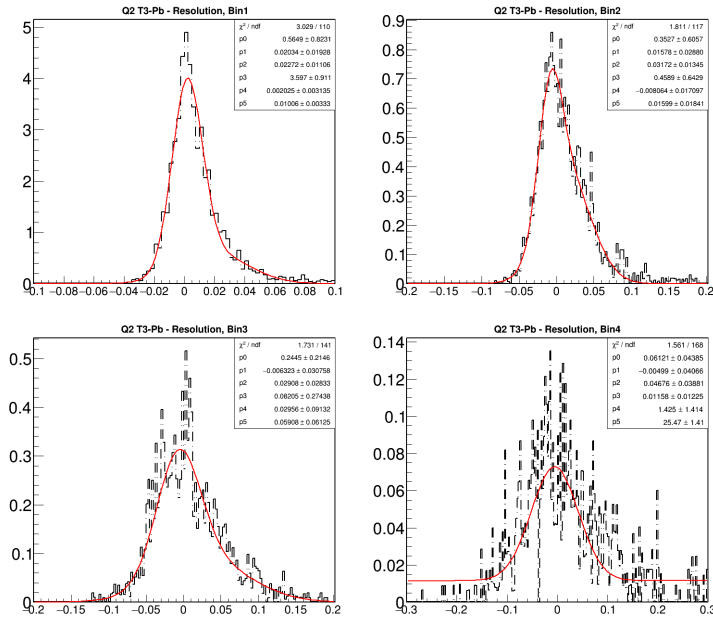 Q2 T3-Pb - Resolution, Bin1
χ² / ndf 3.029 / 110
p0 0.5649 ± 0.8231
p1 0.02034 ± 0.01928
p2 0.02272 ± 0.01106
p3 3.597 ± 0.911
p4 0.002025 ± 0.003135
p5 0.01006 ± 0.00333
5
4
3
2
1
0
−0.1 −0.08 −0.06 −0.04 −0.02 0 0.02 0.04 0.06 0.08 0.1
Q2 T3-Pb - Resolution, Bin2
χ² / ndf 1.811 / 117
p0 0.3527 ± 0.6057
p1 0.01578 ± 0.02880
p2 0.03172 ± 0.01345
p3 0.4589 ± 0.6429
p4 −0.008064 ± 0.017097
p5 0.01599 ± 0.01841
0.9
0.8
0.7
0.6
0.5
0.4
0.3
0.2
0.1
0
−0.2 −0.15 −0.1 −0.05 0 0.05 0.1 0.15 0.2
Q2 T3-Pb - Resolution, Bin3
χ² / ndf 1.731 / 141
p0 0.2445 ± 0.2146
p1 −0.006323 ± 0.030758
p2 0.02908 ± 0.02833
p3 0.08205 ± 0.27438
p4 0.02956 ± 0.09132
p5 0.05908 ± 0.06125
0.5
0.4
0.3
0.2
0.1
0
−0.2 −0.15 −0.1 −0.05 0 0.05 0.1 0.15 0.2
Q2 T3-Pb - Resolution, Bin4
χ² / ndf 1.561 / 168
p0 0.06121 ± 0.04385
p1 −0.00499 ± 0.04066
p2 0.04676 ± 0.03881
p3 0.01158 ± 0.01225
p4 1.425 ± 1.414
p5 25.47 ± 1.41
0.14
0.12
0.1
0.08
0.06
0.04
0.02
0
−0.3 −0.2 −0.1 0 0.1 0.2 0.3